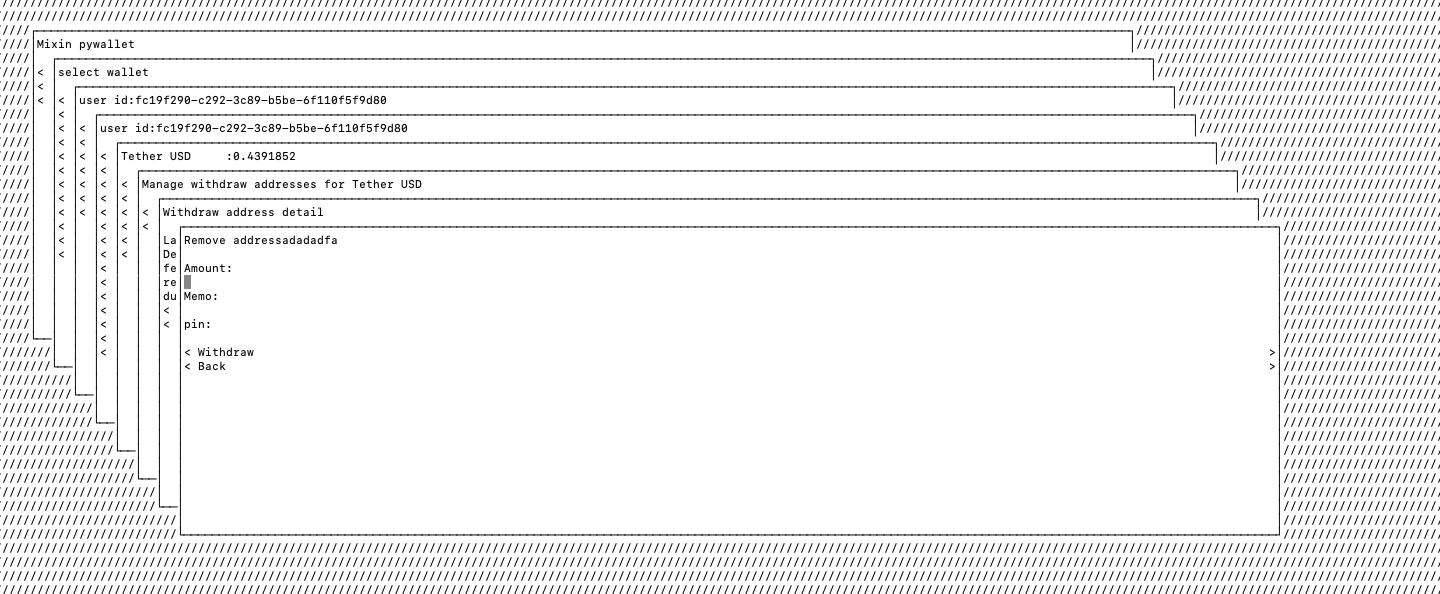 Mixin pywallet
< select wallet
<
< < user id:fc19f290-c292-3c89-b5be-6f110f5f9d80
<
< < user id:fc19f290-c292-3c89-b5be-6f110f5f9d80
< <
< < < Tether USD     :0.4391852
< < <
< < < < Manage withdraw addresses for Tether USD
< < < <
< < < < < Withdraw address detail
< < < <
< < < La Remove addressadadadfa
< < < De
< fe Amount:
< re
< du Memo:
< <
< < pin:
<
< < Withdraw >
< Back >